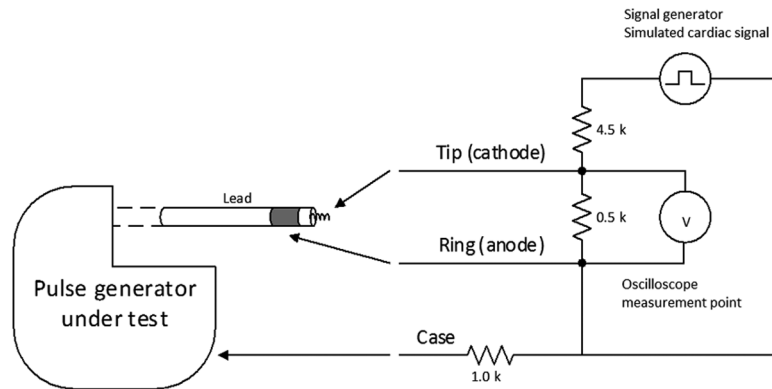 Signal generator
Simulated cardiac signal
4.5 k
Tip (cathode)
Lead
0.5 k
V
Ring (anode)
Pulse generator
under test
Oscilloscope
measurement point
Case
1.0 k